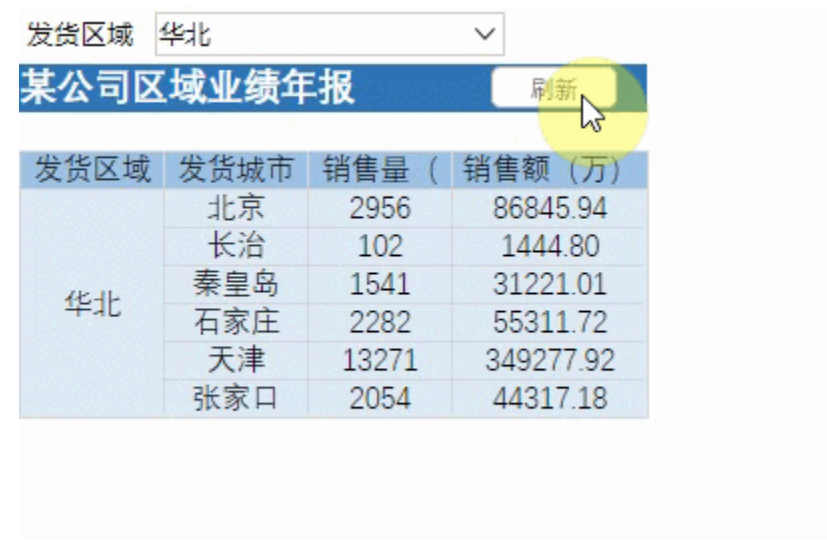 发货区域 华北
某公司区域业绩年报 刷新
发货区域 发货城市 销售量（ 销售额（万）
北京 2956 86845.94
长治 102 1444.80
秦皇岛 1541 31221.01
华北
石家庄 2282 55311.72
天津 13271 349277.92
张家口 2054 44317.18